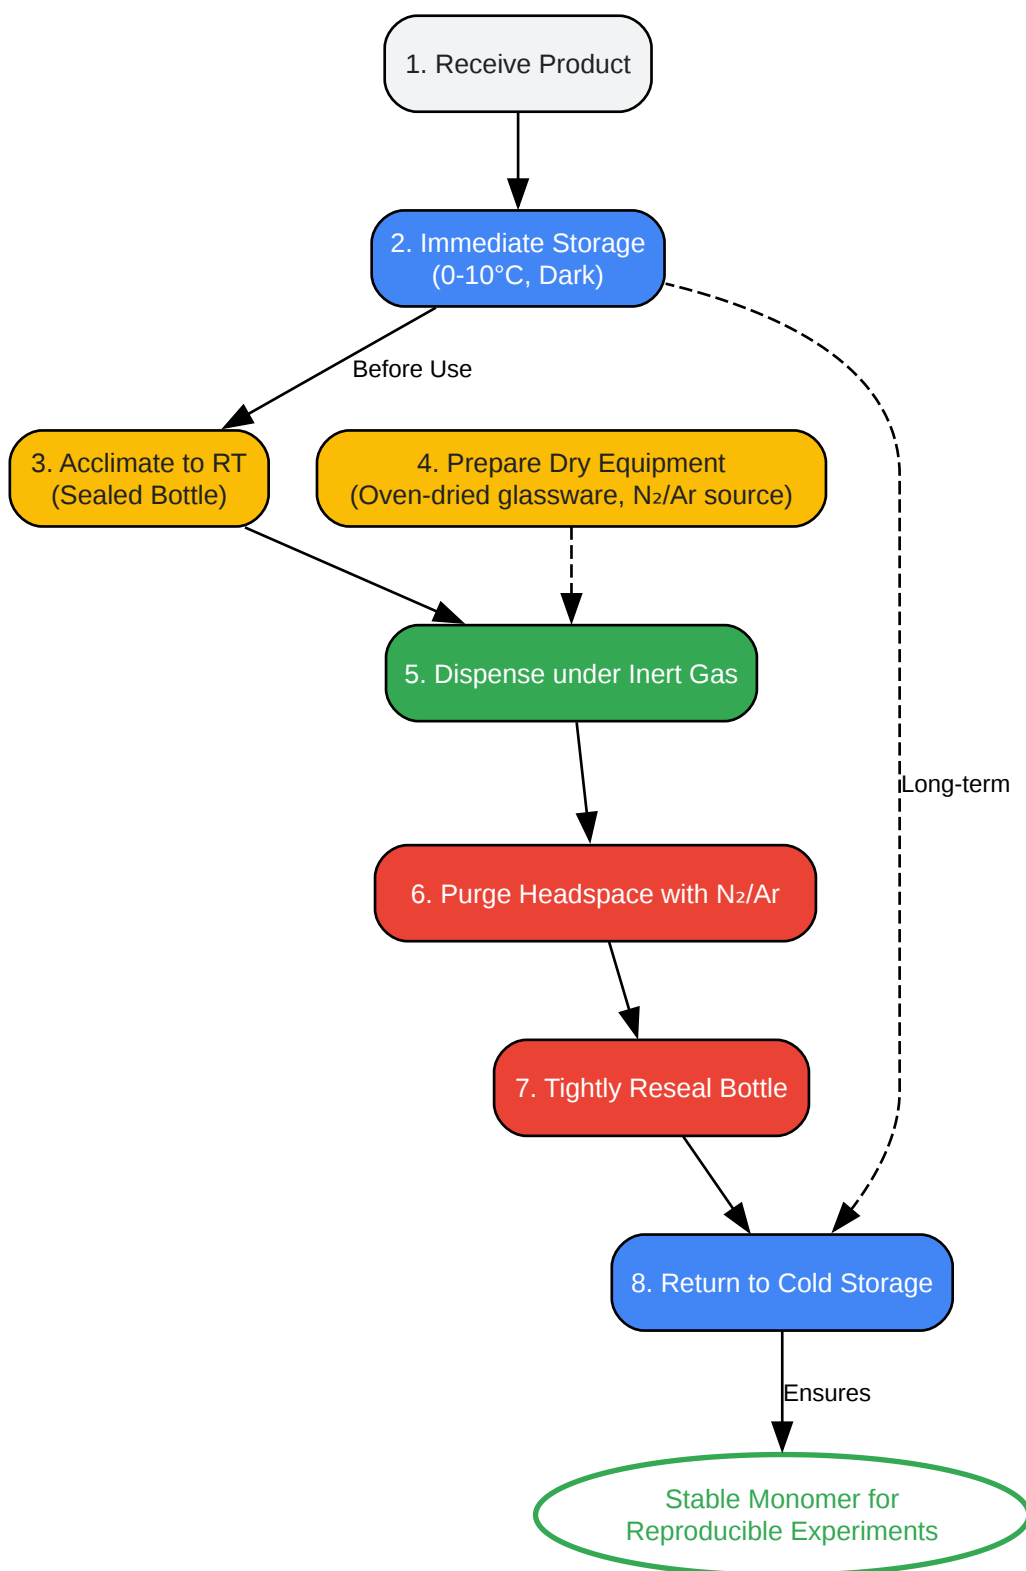 1. Receive Product
2. Immediate Storage
(0-10°C, Dark)
Before Use
3. Acclimate to RT
(Sealed Bottle)
4. Prepare Dry Equipment
(Oven-dried glassware, N₂/Ar source)
5. Dispense under Inert Gas
Long-term
6. Purge Headspace with N₂/Ar
7. Tightly Reseal Bottle
8. Return to Cold Storage
Ensures
Stable Monomer for
Reproducible Experiments